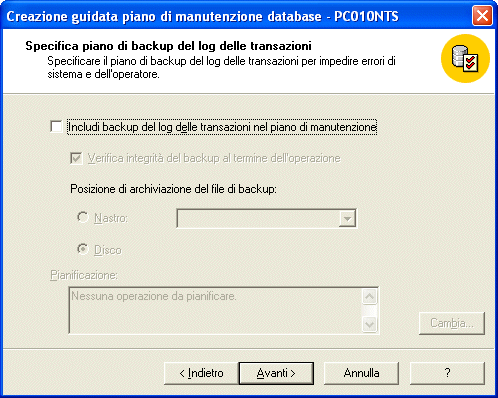 Creazione guidata piano di manutenzione database - PC010NTS
Specifica piano di backup del log delle transazioni
Specificare il piano di backup del log delle transazioni per impedire errori di
sistema e dell'operatore.
Includi backup del log delle transazioni nel piano di manutenzione
Verifica integrità del backup al termine dell'operazione
Posizione di archiviazione del file di backup:
Nastro:
Disco
Pianificazione:
Nessuna operazione da pianificare.
Cambia...
< Indietro
Avanti >
Annulla
?